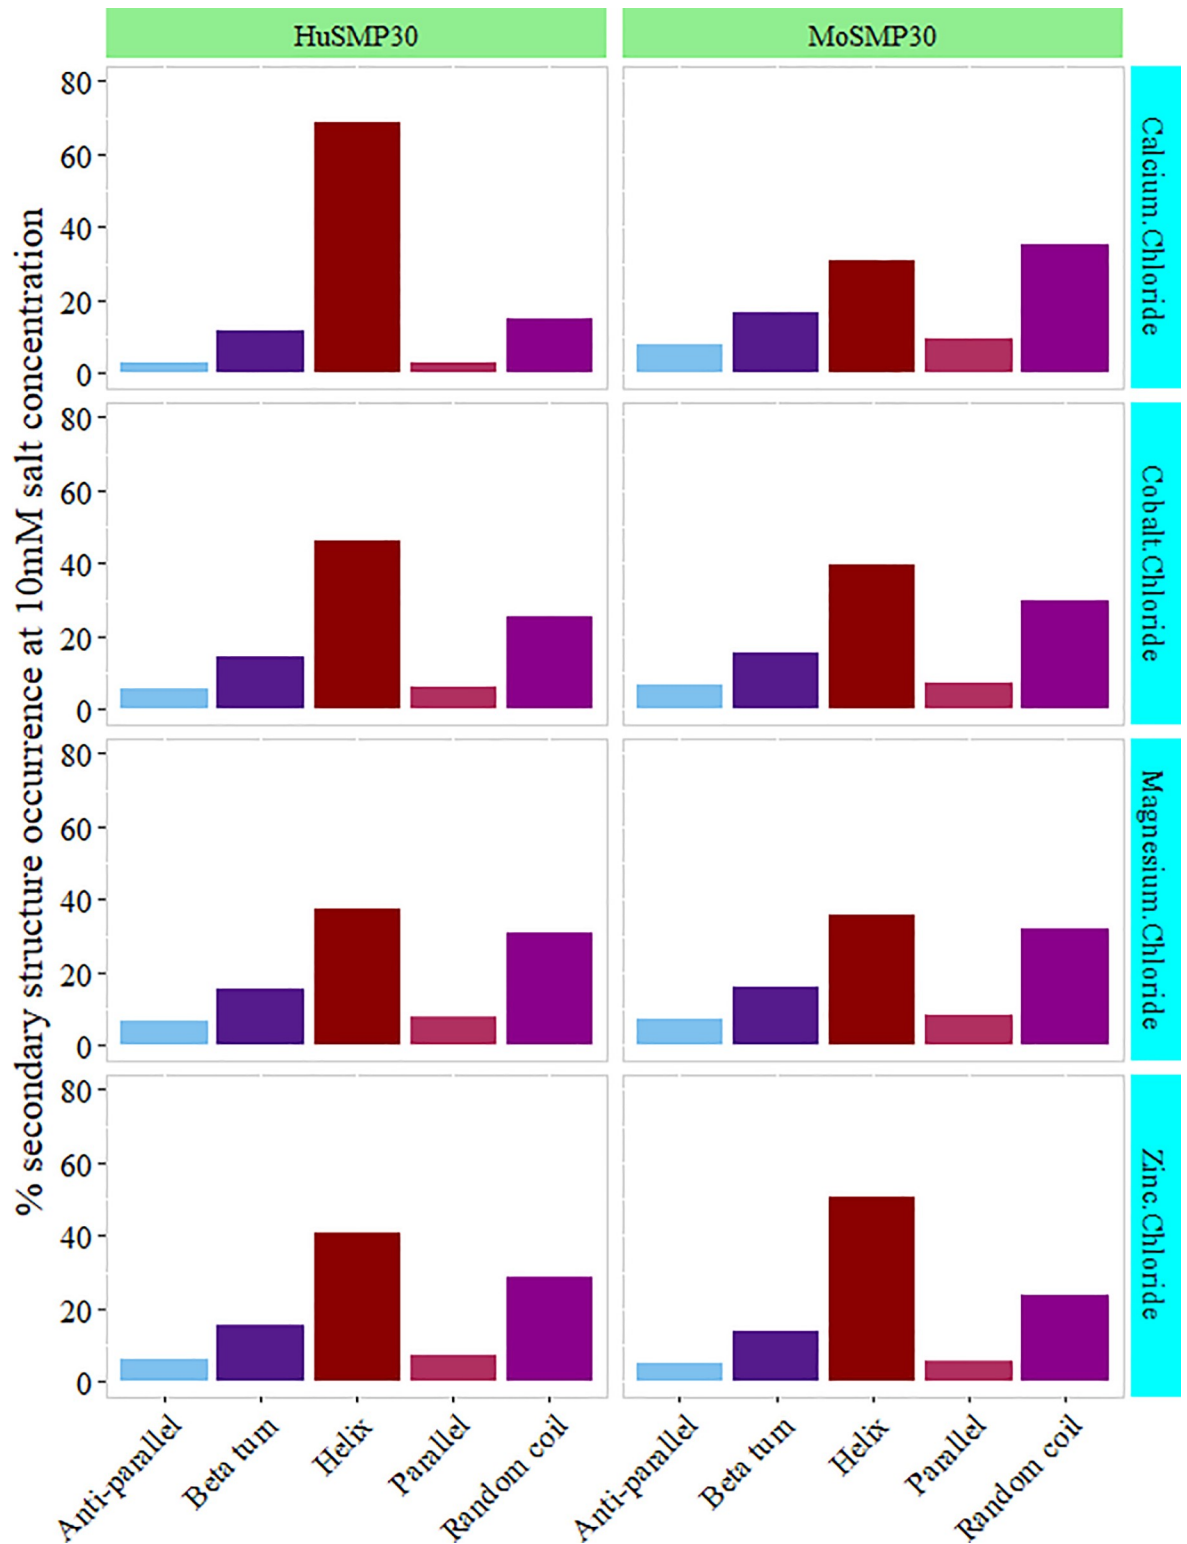 HuSMP30
MoSMP30
% secondary structure occurrence at 10mM salt concentration
80
60
40
20
0
Calcium.Chloride
80
60
40
20
0
Cobalt.Chloride
80
60
40
20
0
Magnesium.Chloride
80
60
40
20
0
Zinc.Chloride
Anti-parallel
Beta turn
Helix
Parallel
Random coil
Anti-parallel
Beta turn
Helix
Parallel
Random coil